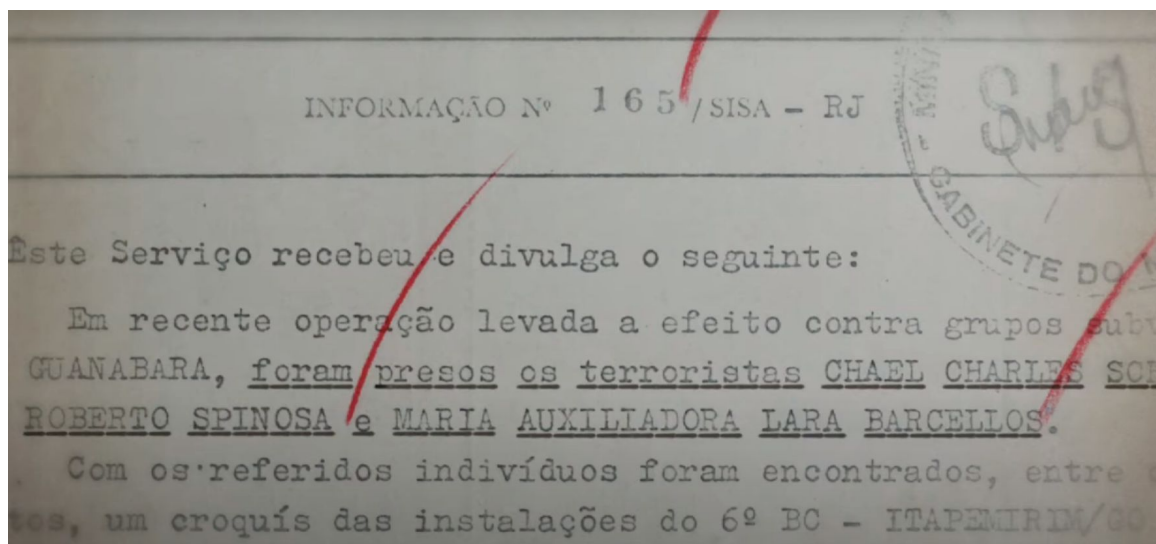 INFORMAÇÃO Nº 165/SISA - RJ
GABINETE DO
Êste Serviço recebeu e divulga o seguinte:
Em recente operação levada a efeito contra grupos
GUANABARA, foram presos os terroristas CHAEL CHARLES
ROBERTO SPINOSA e MARIA AUXILIADORA LARA BARCELLOS.
Com os referidos indivíduos foram encontrados, entre
um croquís das instalações do 6º BC - ITAPEMIRIM/GO